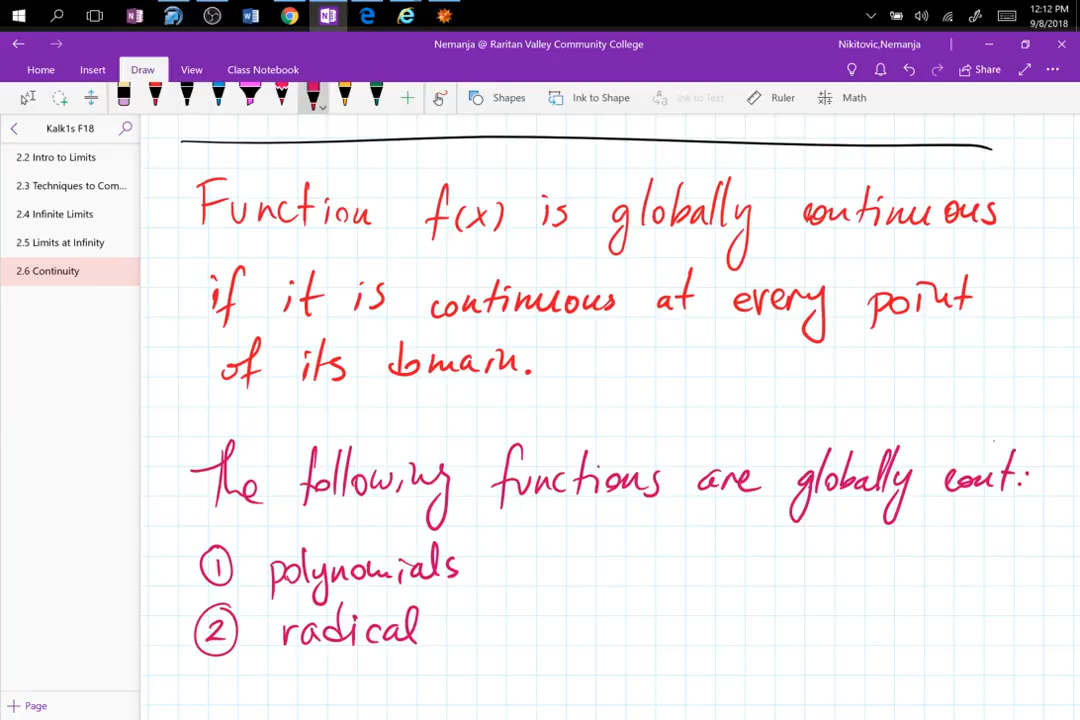 12:12 PM
9/8/2018
Nemanja @ Raritan Valley Community College
Nikitovic,Nemanja
Home Insert Draw View Class Notebook
Share
Shapes Ink to Shape Ink to Text Ruler Math
Kalk1s F18
2.2 Intro to Limits
2.3 Techniques to Com...
2.4 Infinite Limits
2.5 Limits at Infinity
2.6 Continuity
Function f(x) is globally continuous
if it is continuous at every point
of its domain.
The following functions are globally cont:
① polynomials
② radical
Page